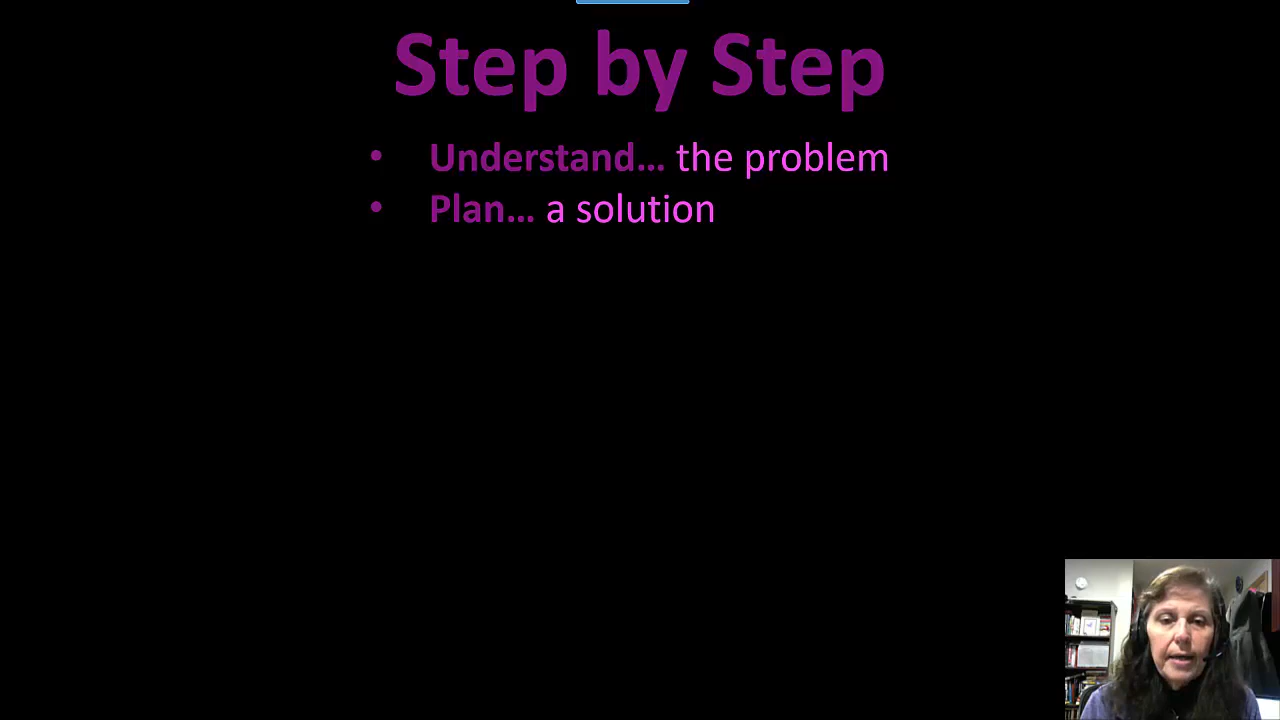 Step by Step
• Understand... the problem
• Plan... a solution